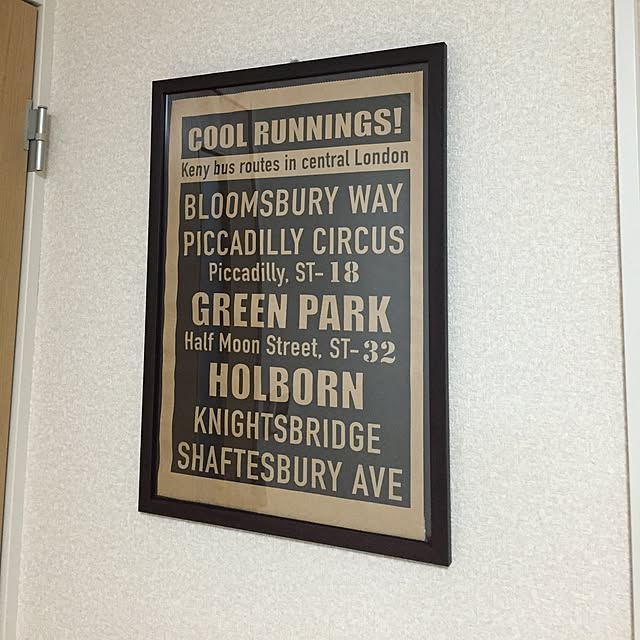 COOL RUNNINGS!
Keny bus routes in central London
BLOOMSBURY WAY
PICCADILLY CIRCUS
Piccadilly, ST-18
GREEN PARK
Half Moon Street, ST-32
HOLBORN
KNIGHTSBRIDGE
SHAFTESBURY AVE